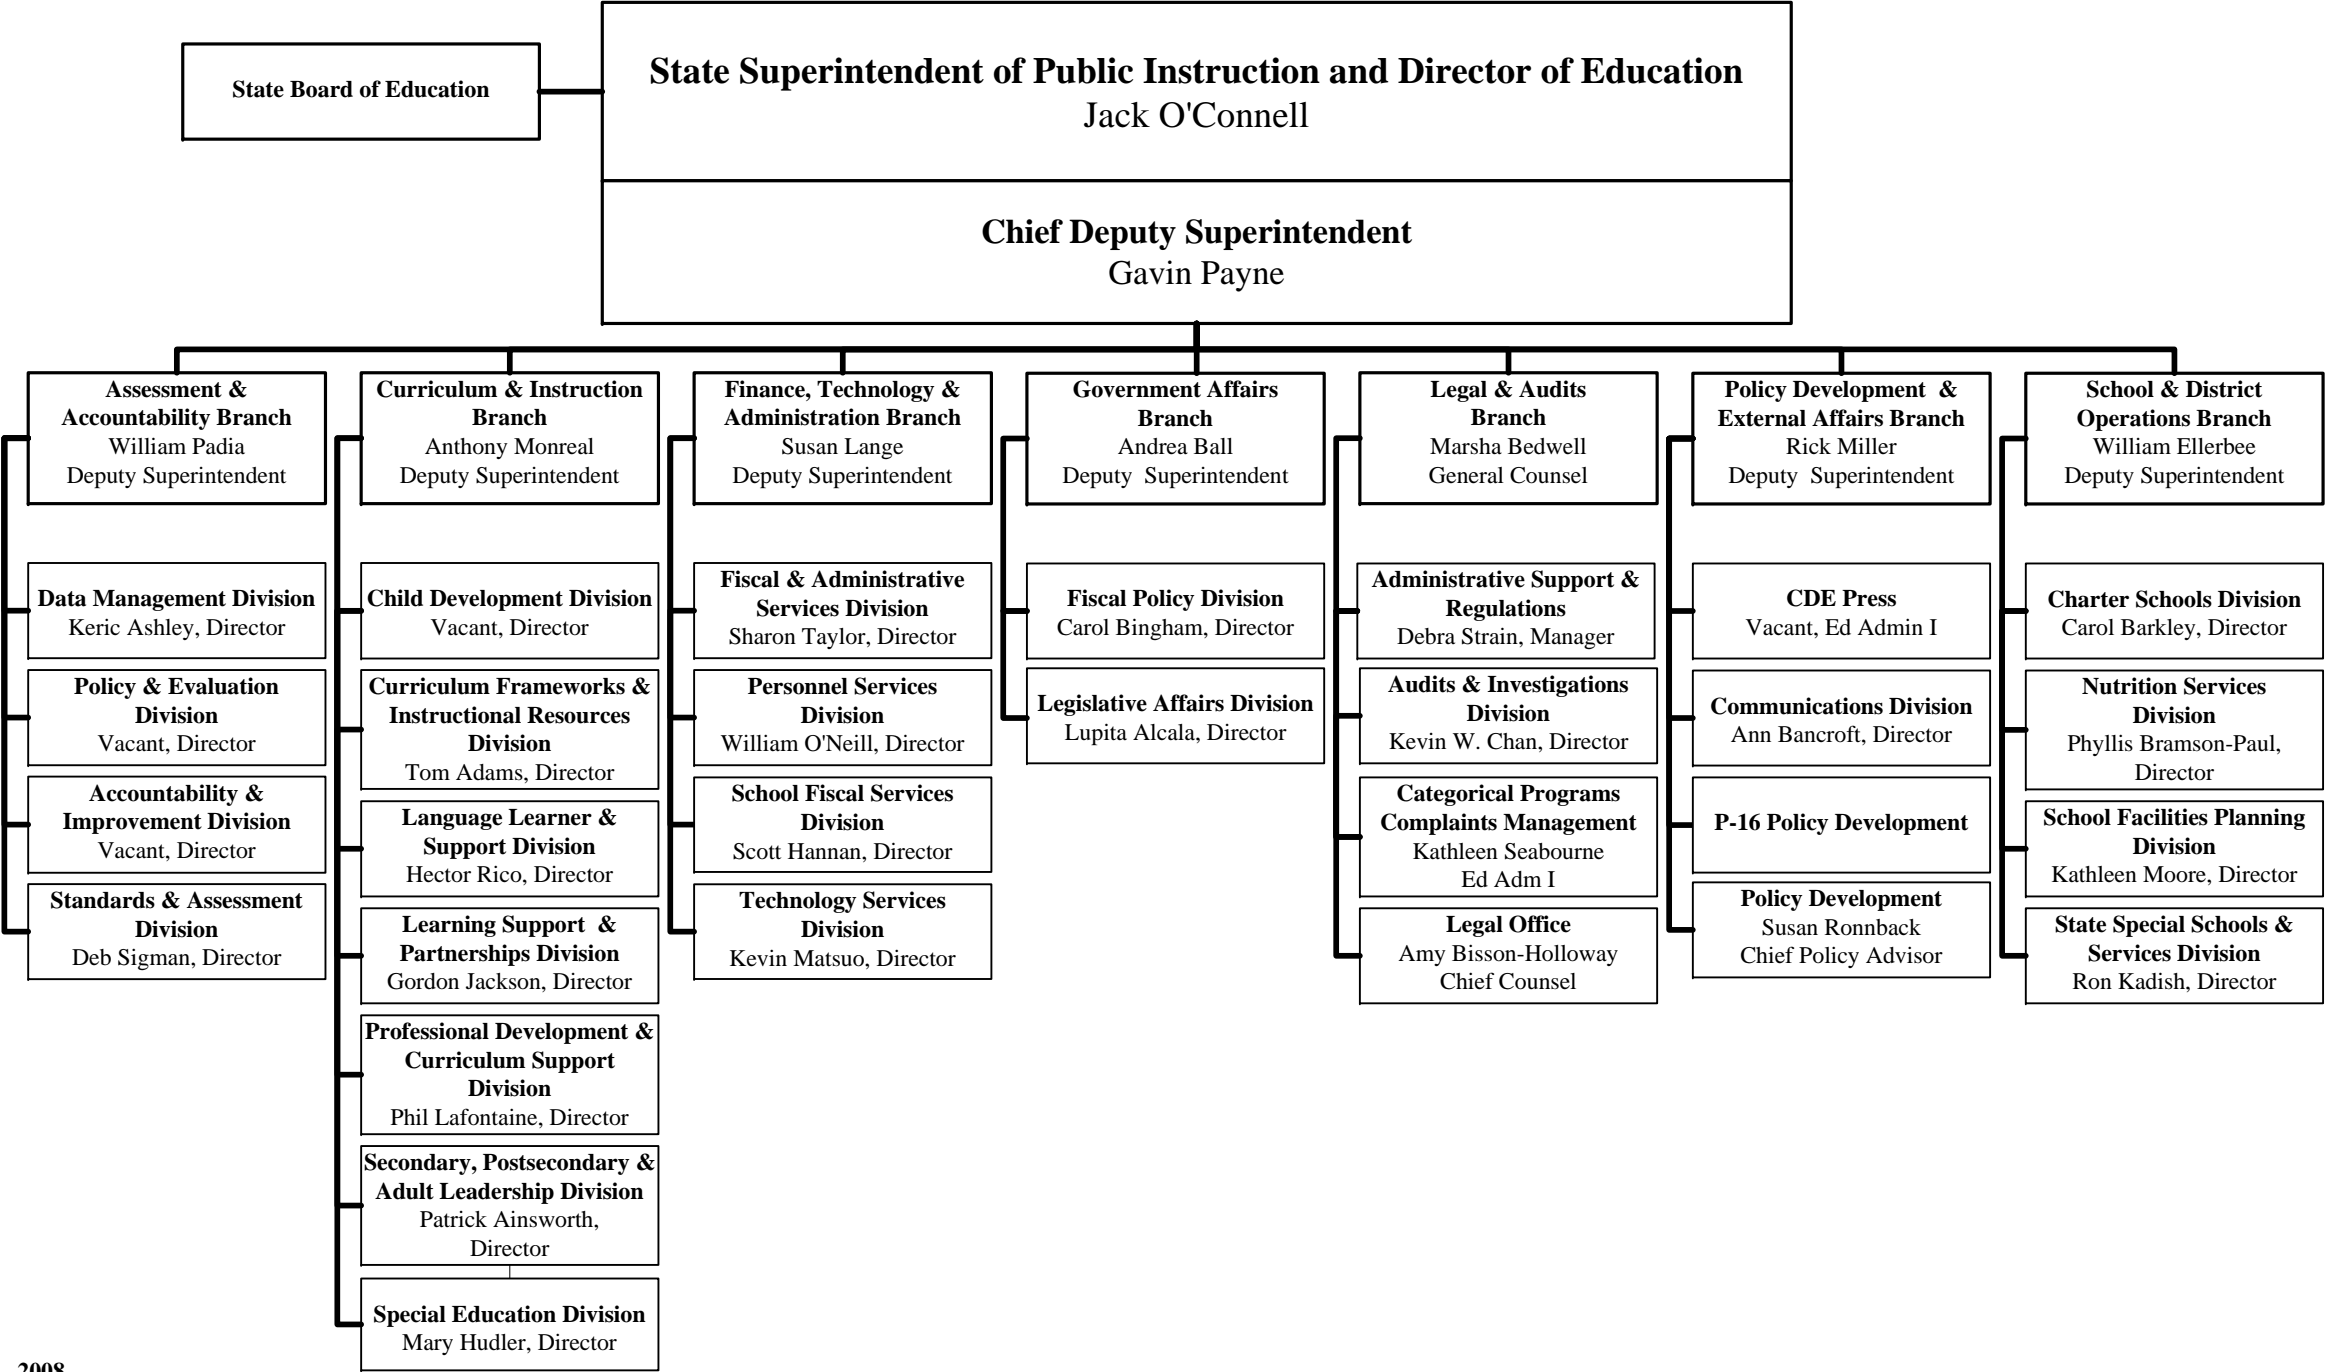 State Board of Education
State Superintendent of Public Instruction and Director of Education
Jack O'Connell
Chief Deputy Superintendent
Gavin Payne
Assessment &
Accountability Branch
William Padia
Deputy Superintendent
Data Management Division
Keric Ashley, Director
Policy & Evaluation
Division
Vacant, Director
Accountability &
Improvement Division
Vacant, Director
Standards & Assessment
Division
Deb Sigman, Director
Curriculum & Instruction
Branch
Anthony Monreal
Deputy Superintendent
Child Development Division
Vacant, Director
Curriculum Frameworks &
Instructional Resources
Division
Tom Adams, Director
Language Learner &
Support Division
Hector Rico, Director
Learning Support &
Partnerships Division
Gordon Jackson, Director
Professional Development &
Curriculum Support
Division
Phil Lafontaine, Director
Secondary, Postsecondary &
Adult Leadership Division
Patrick Ainsworth,
Director
Special Education Division
Mary Hudler, Director
Finance, Technology &
Administration Branch
Susan Lange
Deputy Superintendent
Fiscal & Administrative
Services Division
Sharon Taylor, Director
Personnel Services
Division
William O'Neill, Director
School Fiscal Services
Division
Scott Hannan, Director
Technology Services
Division
Kevin Matsuo, Director
Government Affairs
Branch
Andrea Ball
Deputy Superintendent
Fiscal Policy Division
Carol Bingham, Director
Legislative Affairs Division
Lupita Alcala, Director
Legal & Audits
Branch
Marsha Bedwell
General Counsel
Administrative Support &
Regulations
Debra Strain, Manager
Audits & Investigations
Division
Kevin W. Chan, Director
Categorical Programs
Complaints Management
Kathleen Seabourne
Ed Adm I
Legal Office
Amy Bisson-Holloway
Chief Counsel
Policy Development &
External Affairs Branch
Rick Miller
Deputy Superintendent
CDE Press
Vacant, Ed Admin I
Communications Division
Ann Bancroft, Director
P-16 Policy Development
Policy Development
Susan Ronnback
Chief Policy Advisor
School & District
Operations Branch
William Ellerbee
Deputy Superintendent
Charter Schools Division
Carol Barkley, Director
Nutrition Services
Division
Phyllis Bramson-Paul,
Director
School Facilities Planning
Division
Kathleen Moore, Director
State Special Schools &
Services Division
Ron Kadish, Director
2008